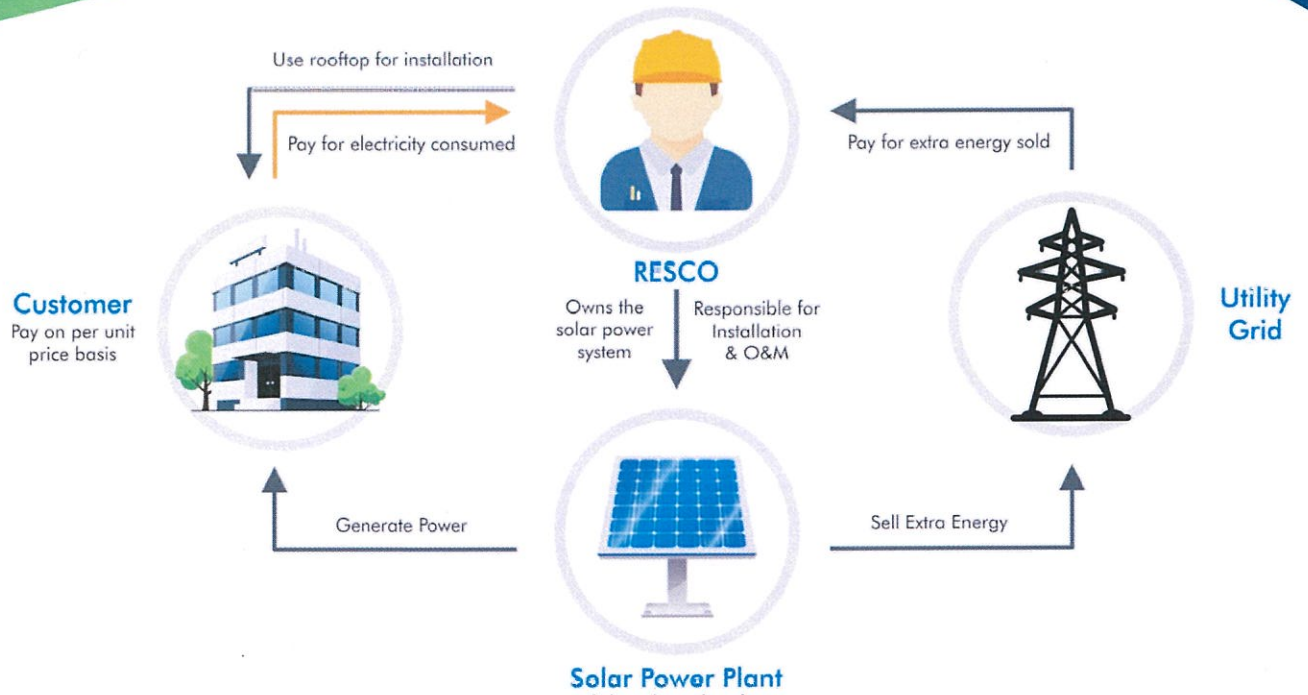 Use rooftop for installation
Pay for electricity consumed
Pay for extra energy sold
RESCO
Owns the
solar power
system
Responsible for
Installation
& O&M
Customer
Pay on per unit
price basis
Utility
Grid
Generate Power
Sell Extra Energy
Solar Power Plant